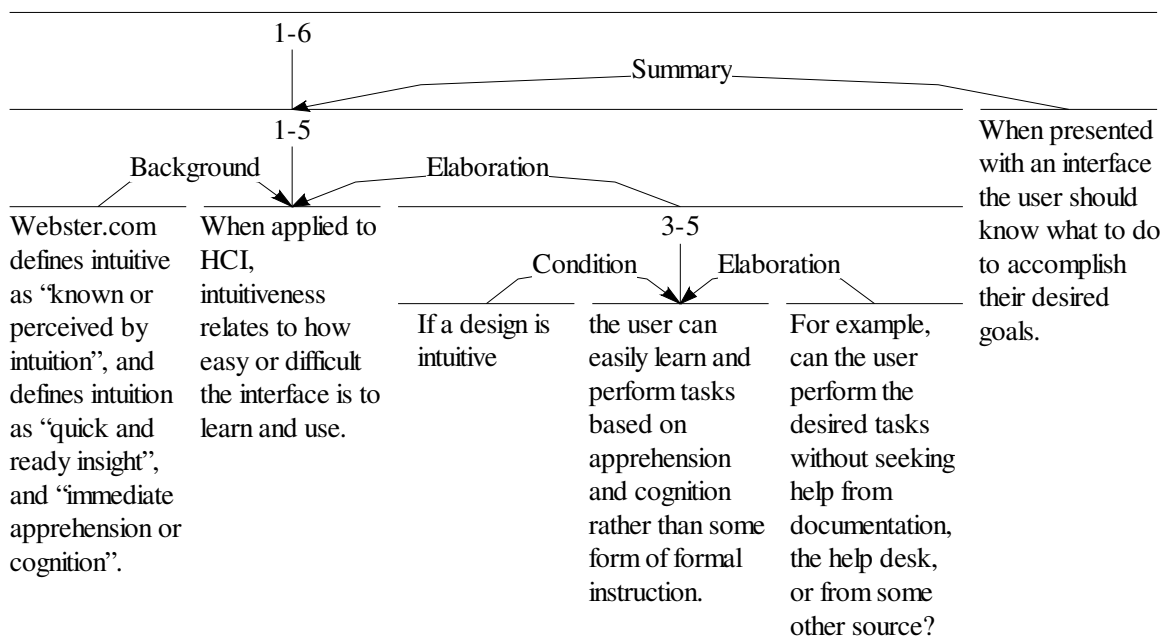 1-6
Summary
1-5
Background
Elaboration
Webster.com
defines intuitive
as “known or
perceived by
intuition”, and
defines intuition
as “quick and
ready insight”,
and “immediate
apprehension or
cognition”.
When applied to
HCI,
intuitiveness
relates to how
easy or difficult
the interface is to
learn and use.
3-5
Condition
Elaboration
If a design is
intuitive
the user can
easily learn and
perform tasks
based on
apprehension
and cognition
rather than some
form of formal
instruction.
For example,
can the user
perform the
desired tasks
without seeking
help from
documentation,
the help desk,
or from some
other source?
When presented
with an interface
the user should
know what to do
to accomplish
their desired
goals.